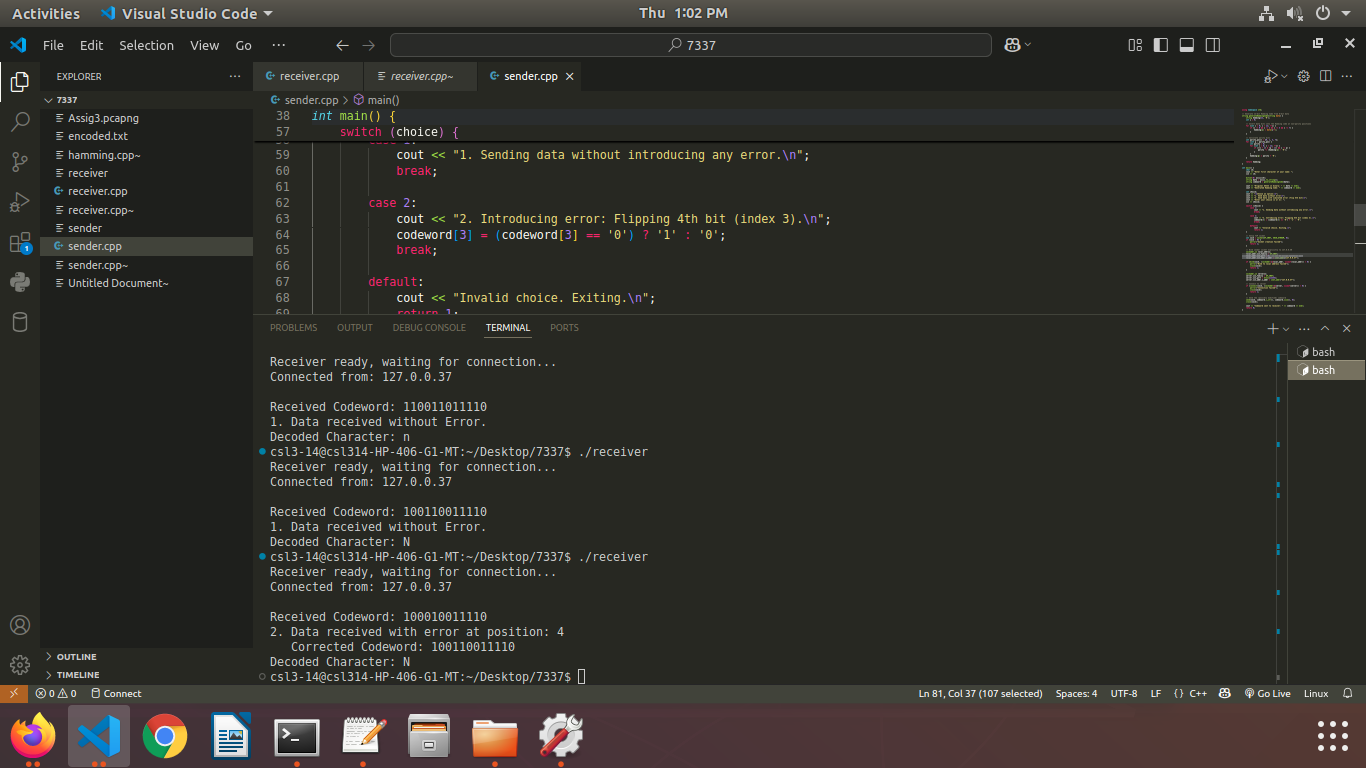 Activities Visual Studio Code Thu 1:02 PM
File Edit Selection View Go ··· 7337
EXPLORER ··· receiver.cpp receiver.cpp~ sender.cpp
7337 sender.cpp > main()
Assig3.pcapng
encoded.txt
hamming.cpp~
receiver
receiver.cpp
receiver.cpp~
sender
sender.cpp
sender.cpp~
Untitled Document~
OUTLINE
TIMELINE
38 int main() {
57 switch (choice) {
59 cout << "1. Sending data without introducing any error.\n";
60 break;
61
62 case 2:
63 cout << "2. Introducing error: Flipping 4th bit (index 3).\n";
64 codeword[3] = (codeword[3] == '0') ? '1' : '0';
65 break;
66
67 default:
68 cout << "Invalid choice. Exiting.\n";
69 return 1;
PROBLEMS OUTPUT DEBUG CONSOLE TERMINAL PORTS
Receiver ready, waiting for connection...
Connected from: 127.0.0.37
Received Codeword: 110011011110
1. Data received without Error.
Decoded Character: n
csl3-14@csl314-HP-406-G1-MT:~/Desktop/7337$ ./receiver
Receiver ready, waiting for connection...
Connected from: 127.0.0.37
Received Codeword: 100110011110
1. Data received without Error.
Decoded Character: N
csl3-14@csl314-HP-406-G1-MT:~/Desktop/7337$ ./receiver
Receiver ready, waiting for connection...
Connected from: 127.0.0.37
Received Codeword: 100010011110
2. Data received with error at position: 4
Corrected Codeword: 100110011110
Decoded Character: N
csl3-14@csl314-HP-406-G1-MT:~/Desktop/7337$
bash
bash
0 0 Connect Ln 81, Col 37 (107 selected) Spaces: 4 UTF-8 LF {} C++ Go Live Linux